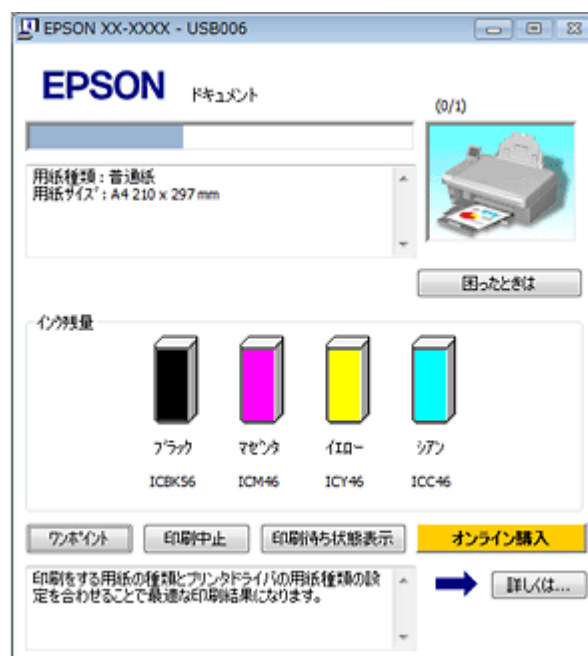 EPSON XX-XXXX - USB006
EPSON ドキュメント
(0/1)
用紙種類 : 普通紙
用紙サイズ : A4 210 x 297 mm
困ったときは
インク残量
ブラック マゼンタ イエロー シアン
ICBK56 ICM46 ICY46 ICC46
ワンポイント 印刷中止 印刷待ち状態表示 オンライン購入
印刷をする用紙の種類とプリンタドライバの用紙種類の設
定を合わせることで最適な印刷結果になります。
詳しくは...